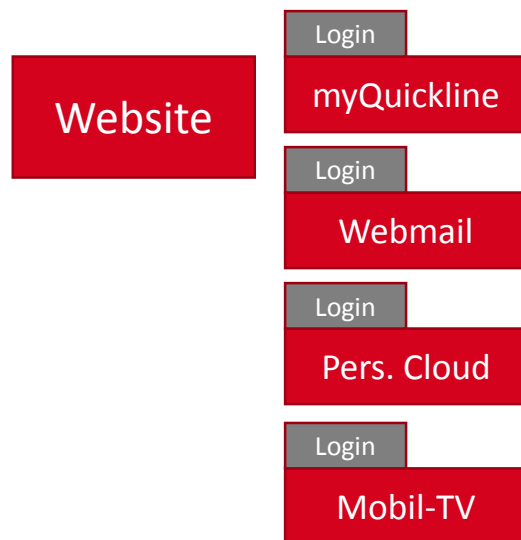 Website
Login
myQuickline
Login
Webmail
Login
Pers. Cloud
Login
Mobil-TV